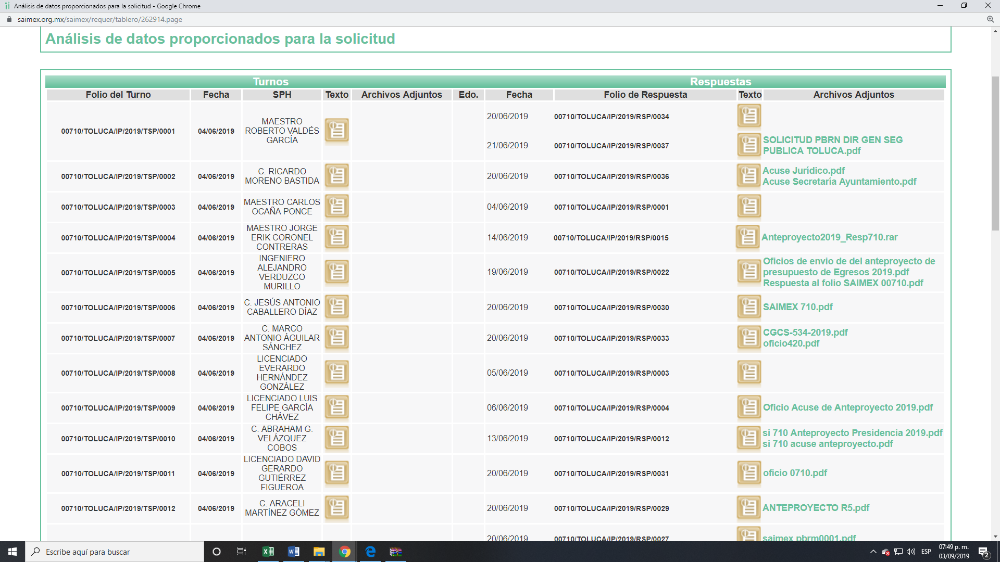 Análisis de datos proporcionados para la solicitud - Google Chrome
saimex.org.mx/saimex/requer/tablero/262914.page
Análisis de datos proporcionados para la solicitud
Turnos Respuestas
Folio del Turno Fecha SPH Texto Archivos Adjuntos Edo. Fecha Folio de Respuesta Texto Archivos Adjuntos
00710/TOLUCA/IP/2019/TSP/0001 04/06/2019
MAESTRO
ROBERTO VALDÉS
GARCÍA
20/06/2019 00710/TOLUCA/IP/2019/RSP/0034
21/06/2019 00710/TOLUCA/IP/2019/RSP/0037
SOLICITUD PBRN DIR GEN SEG
PUBLICA TOLUCA.pdf
00710/TOLUCA/IP/2019/TSP/0002 04/06/2019
C. RICARDO
MORENO BASTIDA
20/06/2019 00710/TOLUCA/IP/2019/RSP/0036
Acuse Jurídico.pdf
Acuse Secretaría Ayuntamiento.pdf
00710/TOLUCA/IP/2019/TSP/0003 04/06/2019
MAESTRO CARLOS
OCAÑA PONCE
04/06/2019 00710/TOLUCA/IP/2019/RSP/0001
00710/TOLUCA/IP/2019/TSP/0004 04/06/2019
MAESTRO JORGE
ERIK CORONEL
CONTRERAS
14/06/2019 00710/TOLUCA/IP/2019/RSP/0015
Anteproyecto2019_Resp710.rar
00710/TOLUCA/IP/2019/TSP/0005 04/06/2019
INGENIERO
ALEJANDRO
VERDUZCO
MURILLO
19/06/2019 00710/TOLUCA/IP/2019/RSP/0022
Oficios de envio de del anteproyecto de
presupuesto de Egresos 2019.pdf
Respuesta al folio SAIMEX 00710.pdf
00710/TOLUCA/IP/2019/TSP/0006 04/06/2019
C. JESÚS ANTONIO
CABALLERO DÍAZ
20/06/2019 00710/TOLUCA/IP/2019/RSP/0030
SAIMEX 710.pdf
00710/TOLUCA/IP/2019/TSP/0007 04/06/2019
C. MARCO
ANTONIO ÁGUILAR
SÁNCHEZ
20/06/2019 00710/TOLUCA/IP/2019/RSP/0033
CGCS-534-2019.pdf
oficio420.pdf
00710/TOLUCA/IP/2019/TSP/0008 04/06/2019
LICENCIADO
EVERARDO
HERNÁNDEZ
GONZÁLEZ
05/06/2019 00710/TOLUCA/IP/2019/RSP/0003
00710/TOLUCA/IP/2019/TSP/0009 04/06/2019
LICENCIADO LUIS
FELIPE GARCÍA
CHÁVEZ
06/06/2019 00710/TOLUCA/IP/2019/RSP/0004
Oficio Acuse de Anteproyecto 2019.pdf
00710/TOLUCA/IP/2019/TSP/0010 04/06/2019
C. ABRAHAM G.
VELÁZQUEZ
COBOS
13/06/2019 00710/TOLUCA/IP/2019/RSP/0012
si 710 Anteproyecto Presidencia 2019.pdf
si 710 acuse anteproyecto.pdf
00710/TOLUCA/IP/2019/TSP/0011 04/06/2019
LICENCIADO DAVID
GERARDO
GUTIÉRREZ
FIGUEROA
20/06/2019 00710/TOLUCA/IP/2019/RSP/0031
oficio 0710.pdf
00710/TOLUCA/IP/2019/TSP/0012 04/06/2019
C. ARACELI
MARTÍNEZ GÓMEZ
20/06/2019 00710/TOLUCA/IP/2019/RSP/0029
ANTEPROYECTO R5.pdf
20/06/2019 00710/TOLUCA/IP/2019/RSP/0027
saimex pbrm0001.pdf
Escribe aquí para buscar
ESP
07:49 p. m.
03/09/2019
2